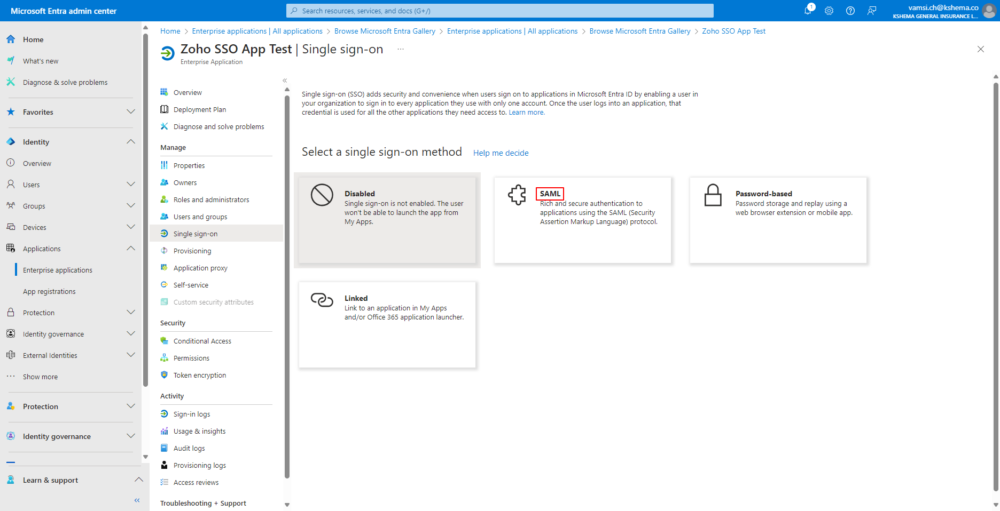 Microsoft Entra admin center
Search resources, services, and docs (G+/)
1
vamsi.ch@kshema.co
KSHEMA GENERAL INSURANCE L...
Home
What's new
Diagnose & solve problems
Favorites
Identity
Overview
Users
Groups
Devices
Applications
Enterprise applications
App registrations
Protection
Identity governance
External Identities
Show more
Protection
Identity governance
Learn & support
Home > Enterprise applications | All applications > Browse Microsoft Entra Gallery > Enterprise applications | All applications > Browse Microsoft Entra Gallery > Zoho SSO App Test
Zoho SSO App Test | Single sign-on ...
Enterprise Application
Overview
Deployment Plan
Diagnose and solve problems
Manage
Properties
Owners
Roles and administrators
Users and groups
Single sign-on
Provisioning
Application proxy
Self-service
Custom security attributes
Security
Conditional Access
Permissions
Token encryption
Activity
Sign-in logs
Usage & insights
Audit logs
Provisioning logs
Access reviews
Troubleshooting + Support
Single sign-on (SSO) adds security and convenience when users sign on to applications in Microsoft Entra ID by enabling a user in
your organization to sign in to every application they use with only one account. Once the user logs into an application, that
credential is used for all the other applications they need access to. Learn more.
Select a single sign-on method Help me decide
Disabled
Single sign-on is not enabled. The user
won't be able to launch the app from
My Apps.
SAML
Rich and secure authentication to
applications using the SAML (Security
Assertion Markup Language) protocol.
Password-based
Password storage and replay using a
web browser extension or mobile app.
Linked
Link to an application in My Apps
and/or Office 365 application launcher.